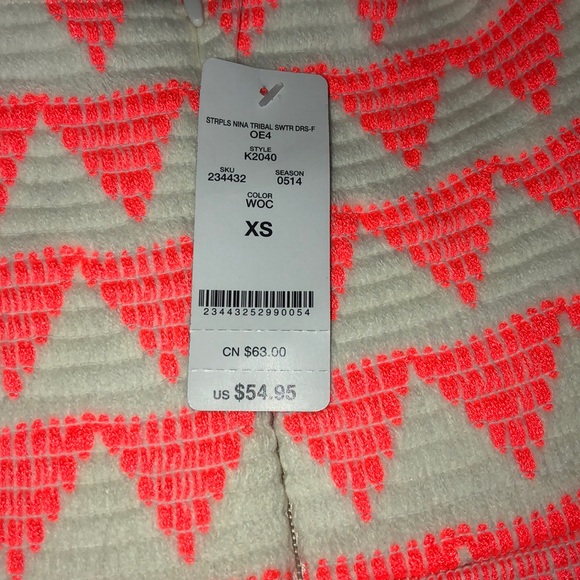 STRPLS NINA TRIBAL SWTR DRS-F
OE4
STYLE
K2040
SKU SEASON
234432 0514
COLOR
WOC
XS
23443252990054
CN $63.00
US $54.95